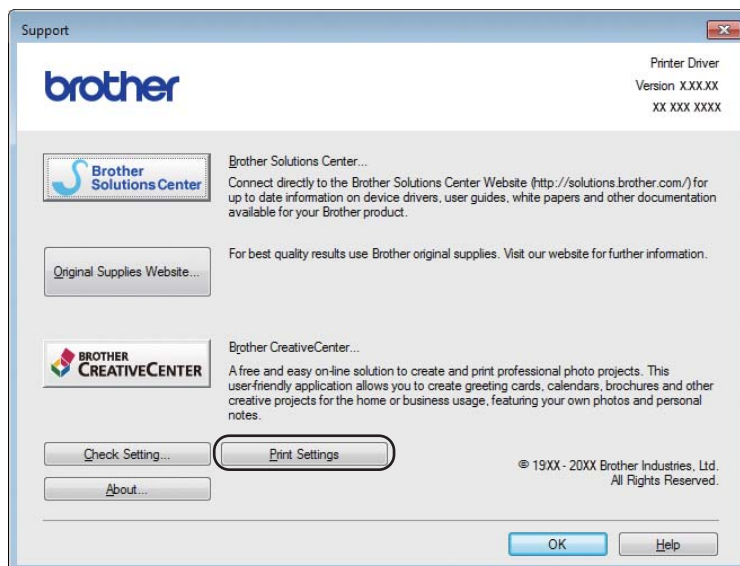 Support
brother
Printer Driver
Version X.XX.XX
XX XXX XXXX
Brother
Solutions Center
Brother Solutions Center...
Connect directly to the Brother Solutions Center Website (http://solutions.brother.com/) for
up to date information on device drivers, user guides, white papers and other documentation
available for your Brother product.
Original Supplies Website...
For best quality results use Brother original supplies. Visit our website for further information.
BROTHER
CREATIVECENTER
Brother CreativeCenter...
A free and easy on-line solution to create and print professional photo projects. This
user-friendly application allows you to create greeting cards, calendars, brochures and other
creative projects for the home or business usage, featuring your own photos and personal
notes.
Check Setting...
Print Settings
About...
© 19XX - 20XX Brother Industries, Ltd.
All Rights Reserved.
OK
Help